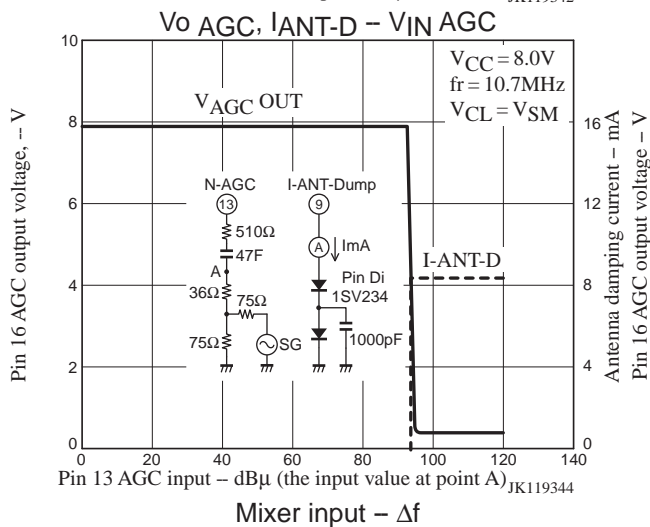 JK119342
Vo AGC, IANT-D – VIN AGC
10
8
6
4
2
0
Pin 16 AGC output voltage, -- V
VCC = 8.0V
fr = 10.7MHz
VCL = VSM
VAGC OUT
N-AGC
13
510Ω
47F
A
36Ω
75Ω
75Ω
SG
I-ANT-Dump
9
A
ImA
Pin Di
1SV234
1000pF
I-ANT-D
16
12
8
4
0
Antenna damping current – mA
Pin 16 AGC output voltage – V
0 20 40 60 80 100 120 140
Pin 13 AGC input – dBμ (the input value at point A)
JK119344
Mixer input – Δf